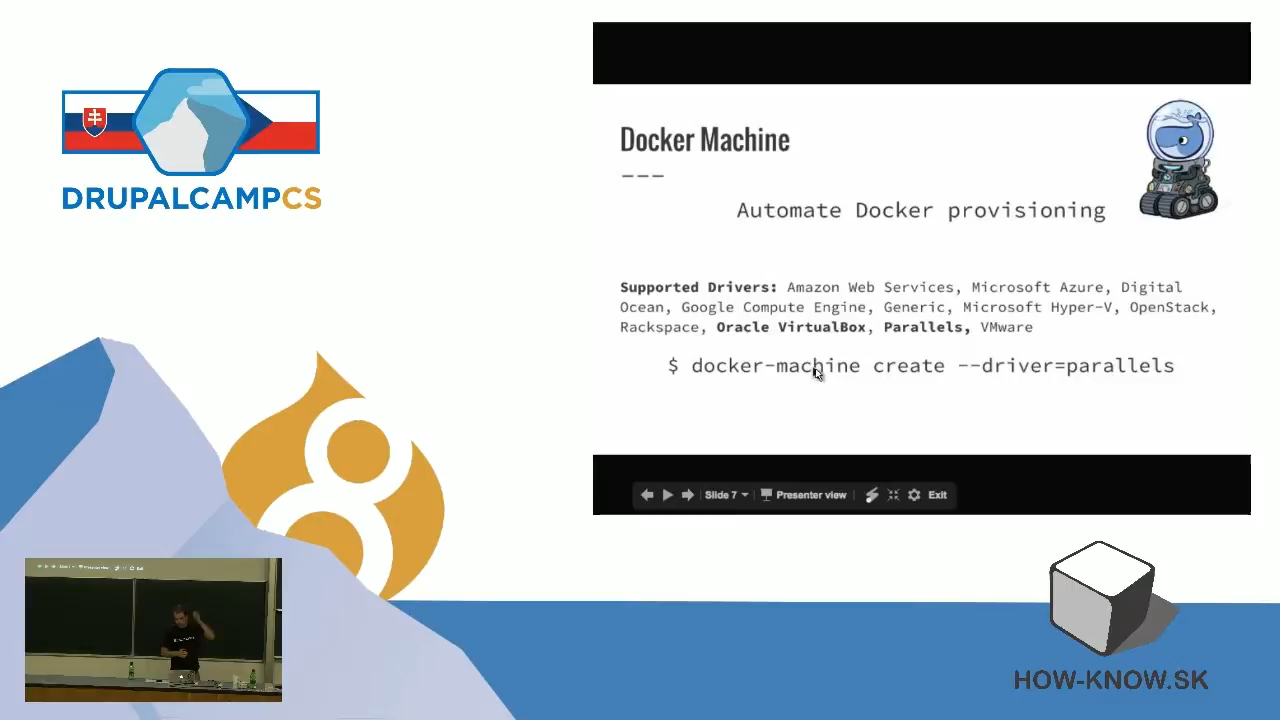 DRUPALCAMPCS
Docker Machine
---
Automate Docker provisioning
Supported Drivers: Amazon Web Services, Microsoft Azure, Digital
Ocean, Google Compute Engine, Generic, Microsoft Hyper-V, OpenStack,
Rackspace, Oracle VirtualBox, Parallels, VMware
$ docker-machine create --driver=parallels
Slide 7
Presenter view
Exit
HOW-KNOW.SK